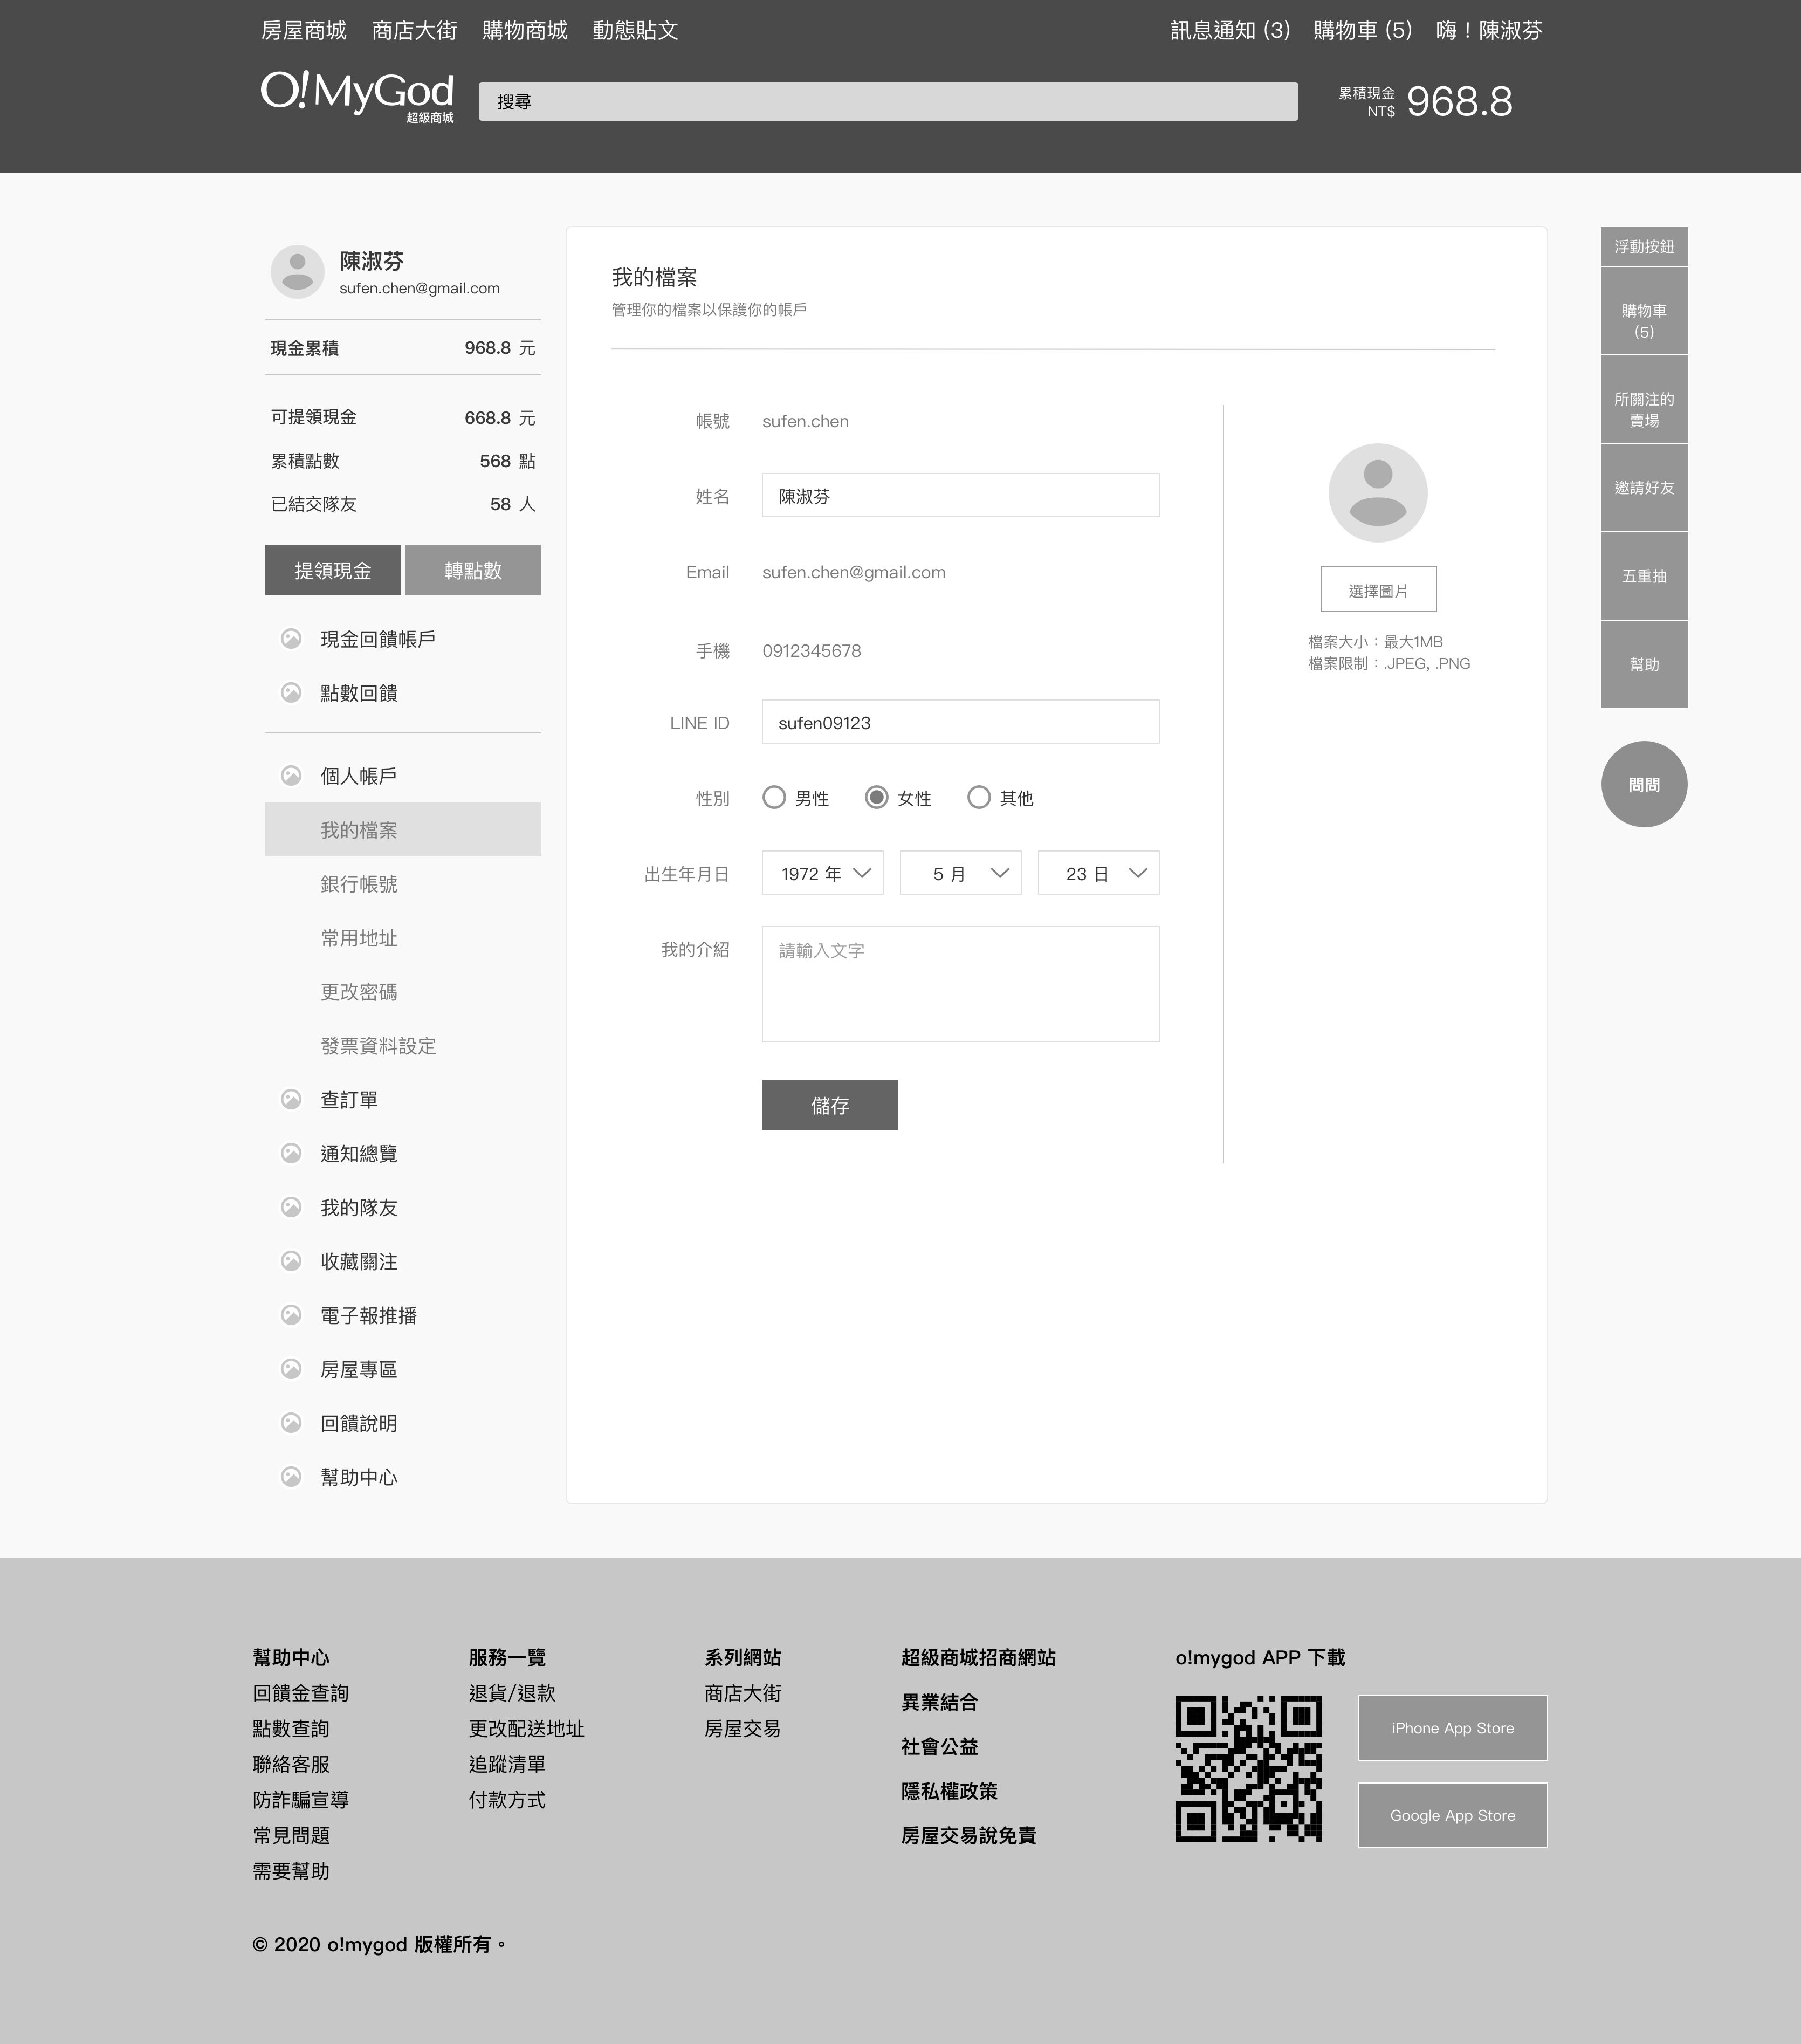 房屋商城 商店大街 購物商城 動態貼文 訊息通知 (3) 購物車 (5) 嗨！陳淑芬
O!MyGod
超級商城
搜尋
累積現金
NT$
968.8
陳淑芬
sufen.chen@gmail.com
現金累積 968.8 元
可提領現金 668.8 元
累積點數 568 點
已結交隊友 58 人
提領現金 轉點數
現金回饋帳戶
點數回饋
個人帳戶
我的檔案
銀行帳號
常用地址
更改密碼
發票資料設定
查訂單
通知總覽
我的隊友
收藏關注
電子報推播
房屋專區
回饋說明
幫助中心
我的檔案
管理你的檔案以保護你的帳戶
帳號 sufen.chen
姓名 陳淑芬
Email sufen.chen@gmail.com
手機 0912345678
LINE ID sufen09123
性別 男性 女性 其他
出生年月日 1972 年 5 月 23 日
我的介紹 請輸入文字
儲存
選擇圖片
檔案大小：最大1MB
檔案限制：.JPEG, .PNG
浮動按鈕
購物車
(5)
所關注的
賣場
邀請好友
五重抽
幫助
問問
幫助中心
回饋金查詢
點數查詢
聯絡客服
防詐騙宣導
常見問題
需要幫助
服務一覽
退貨/退款
更改配送地址
追蹤清單
付款方式
系列網站
商店大街
房屋交易
超級商城招商網站
異業結合
社會公益
隱私權政策
房屋交易說免責
o!mygod APP 下載
iPhone App Store
Google App Store
© 2020 o!mygod 版權所有。